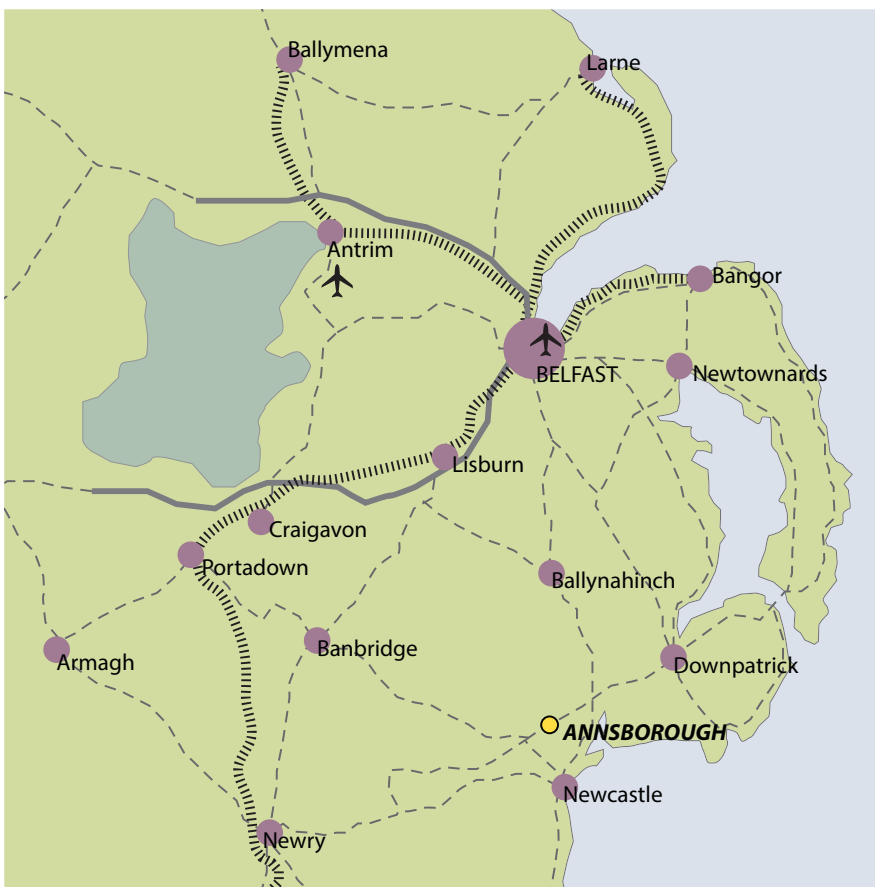 Ballymena
Larne
Antrim
Bangor
BELFAST
Newtownards
Lisburn
Craigavon
Portadown
Ballynahinch
Banbridge
Armagh
Downpatrick
ANNSBOROUGH
Newcastle
Newry